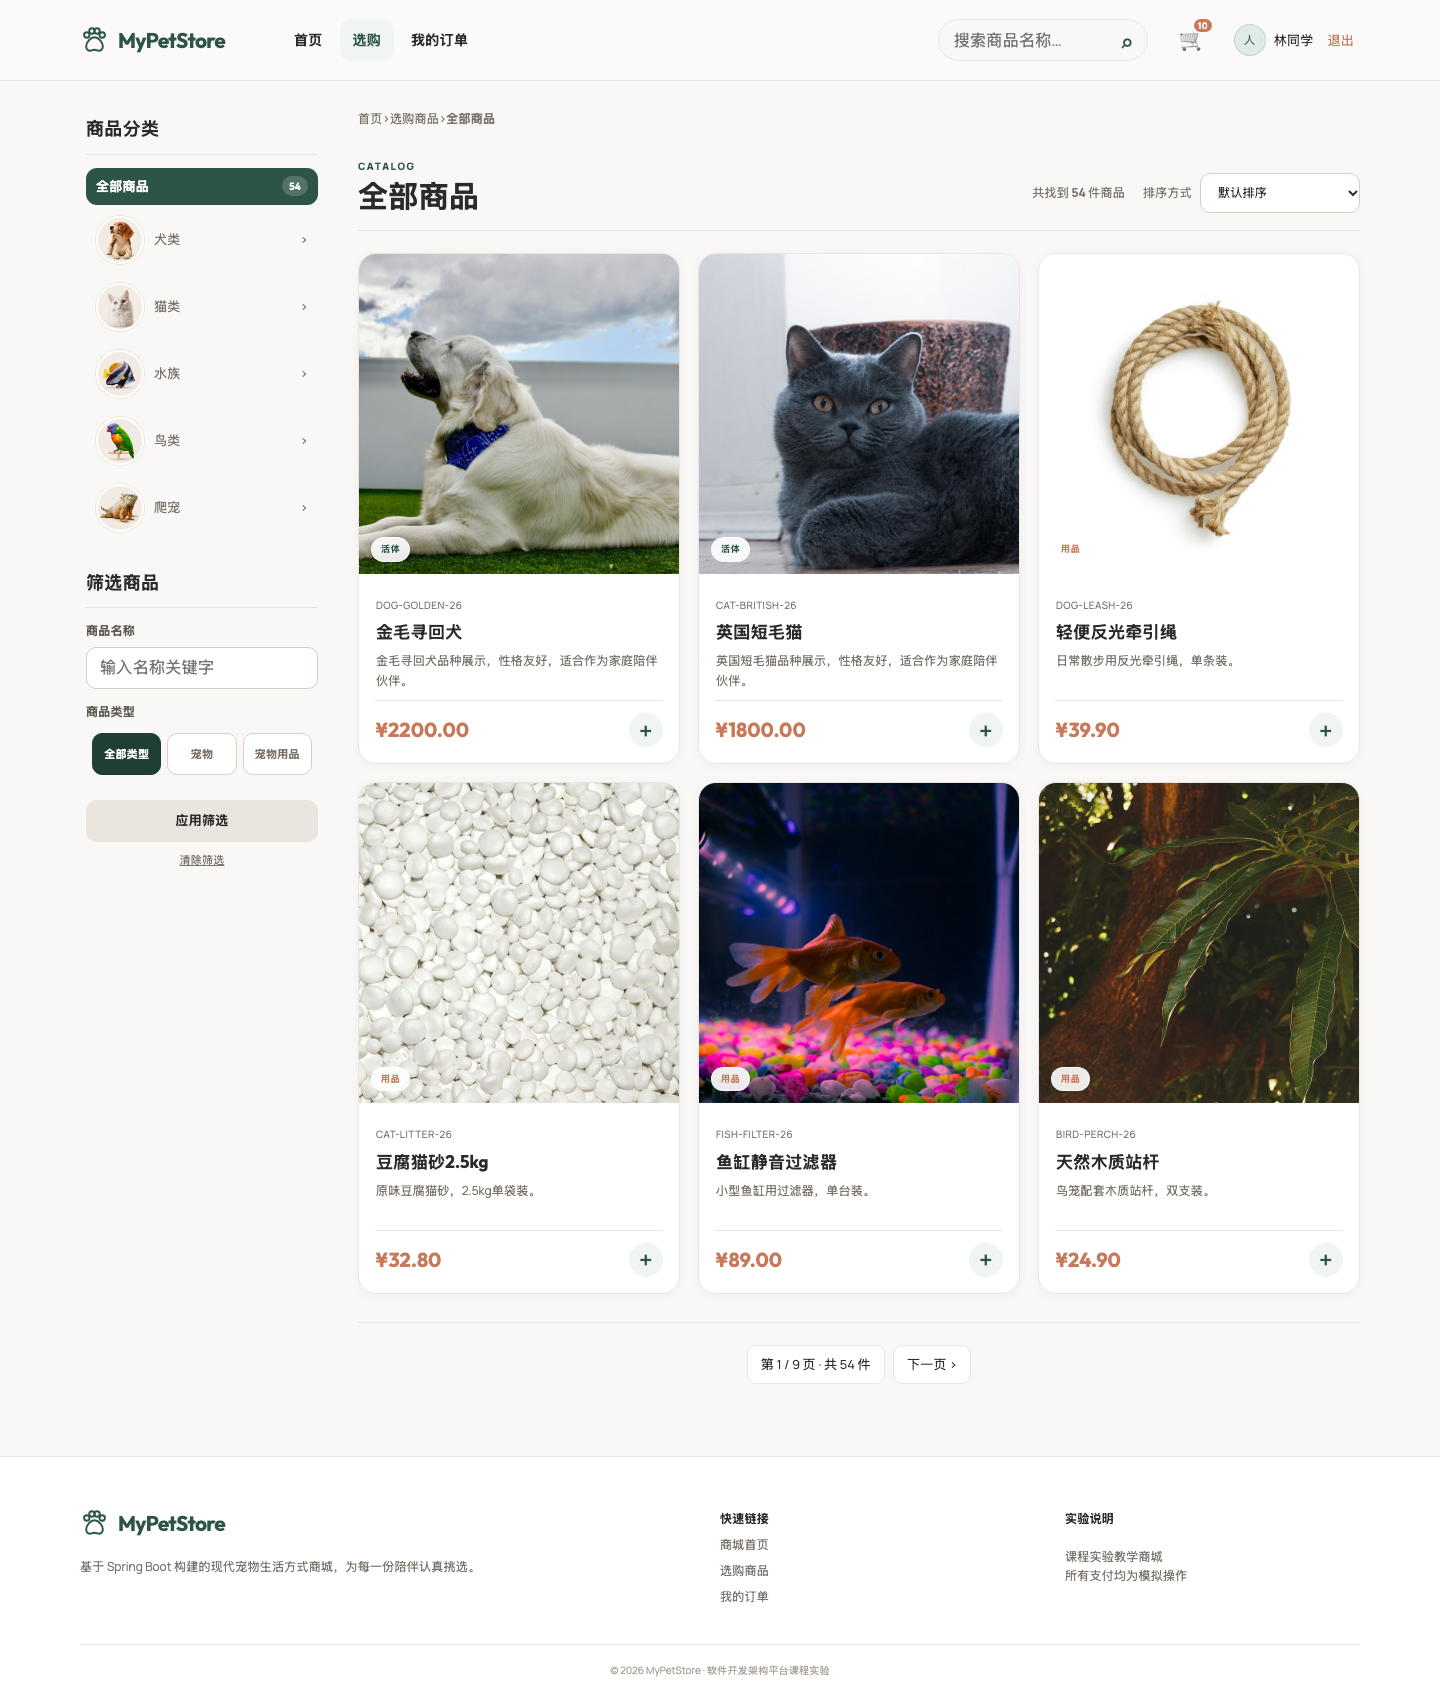 MyPetStore
首页
选购
我的订单
搜索商品名称...
10
人
林同学
退出
商品分类
全部商品
54
犬类
猫类
水族
鸟类
爬宠
筛选商品
商品名称
输入名称关键字
商品类型
全部类型
宠物
宠物用品
应用筛选
清除筛选
首页›选购商品›全部商品
CATALOG
全部商品
共找到 54 件商品
排序方式
默认排序
活体
DOG-GOLDEN-26
金毛寻回犬
金毛寻回犬品种展示，性格友好，适合作为家庭陪伴
伙伴。
¥2200.00
+
活体
CAT-BRITISH-26
英国短毛猫
英国短毛猫品种展示，性格友好，适合作为家庭陪伴
伙伴。
¥1800.00
+
用品
DOG-LEASH-26
轻便反光牵引绳
日常散步用反光牵引绳，单条装。
¥39.90
+
用品
CAT-LITTER-26
豆腐猫砂2.5kg
原味豆腐猫砂，2.5kg单袋装。
¥32.80
+
用品
FISH-FILTER-26
鱼缸静音过滤器
小型鱼缸用过滤器，单台装。
¥89.00
+
用品
BIRD-PERCH-26
天然木质站杆
鸟笼配套木质站杆，双支装。
¥24.90
+
第 1 / 9 页 · 共 54 件
下一页 ›
MyPetStore
基于 Spring Boot 构建的现代宠物生活方式商城，为每一份陪伴认真挑选。
快速链接
商城首页
选购商品
我的订单
实验说明
课程实验教学商城
所有支付均为模拟操作
© 2026 MyPetStore · 软件开发架构平台课程实验